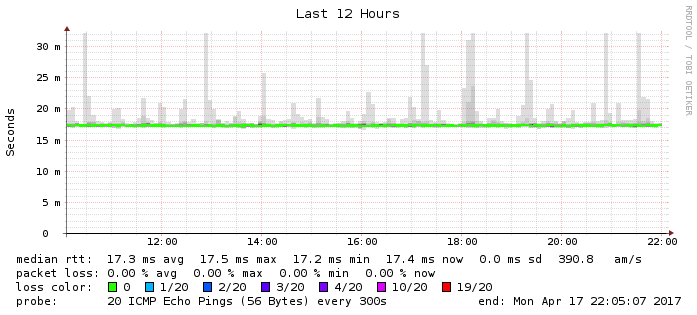 Last 12 Hours
RRDTOOL / TOBI OETIKER
Seconds
30 m
25 m
20 m
15 m
10 m
5 m
0
12:00 14:00 16:00 18:00 20:00 22:00
median rtt: 17.3 ms avg 17.5 ms max 17.2 ms min 17.4 ms now 0.0 ms sd 390.8 am/s
packet loss: 0.00 % avg 0.00 % max 0.00 % min 0.00 % now
loss color: 0 1/20 2/20 3/20 4/20 10/20 19/20
probe: 20 ICMP Echo Pings (56 Bytes) every 300s end: Mon Apr 17 22:05:07 2017